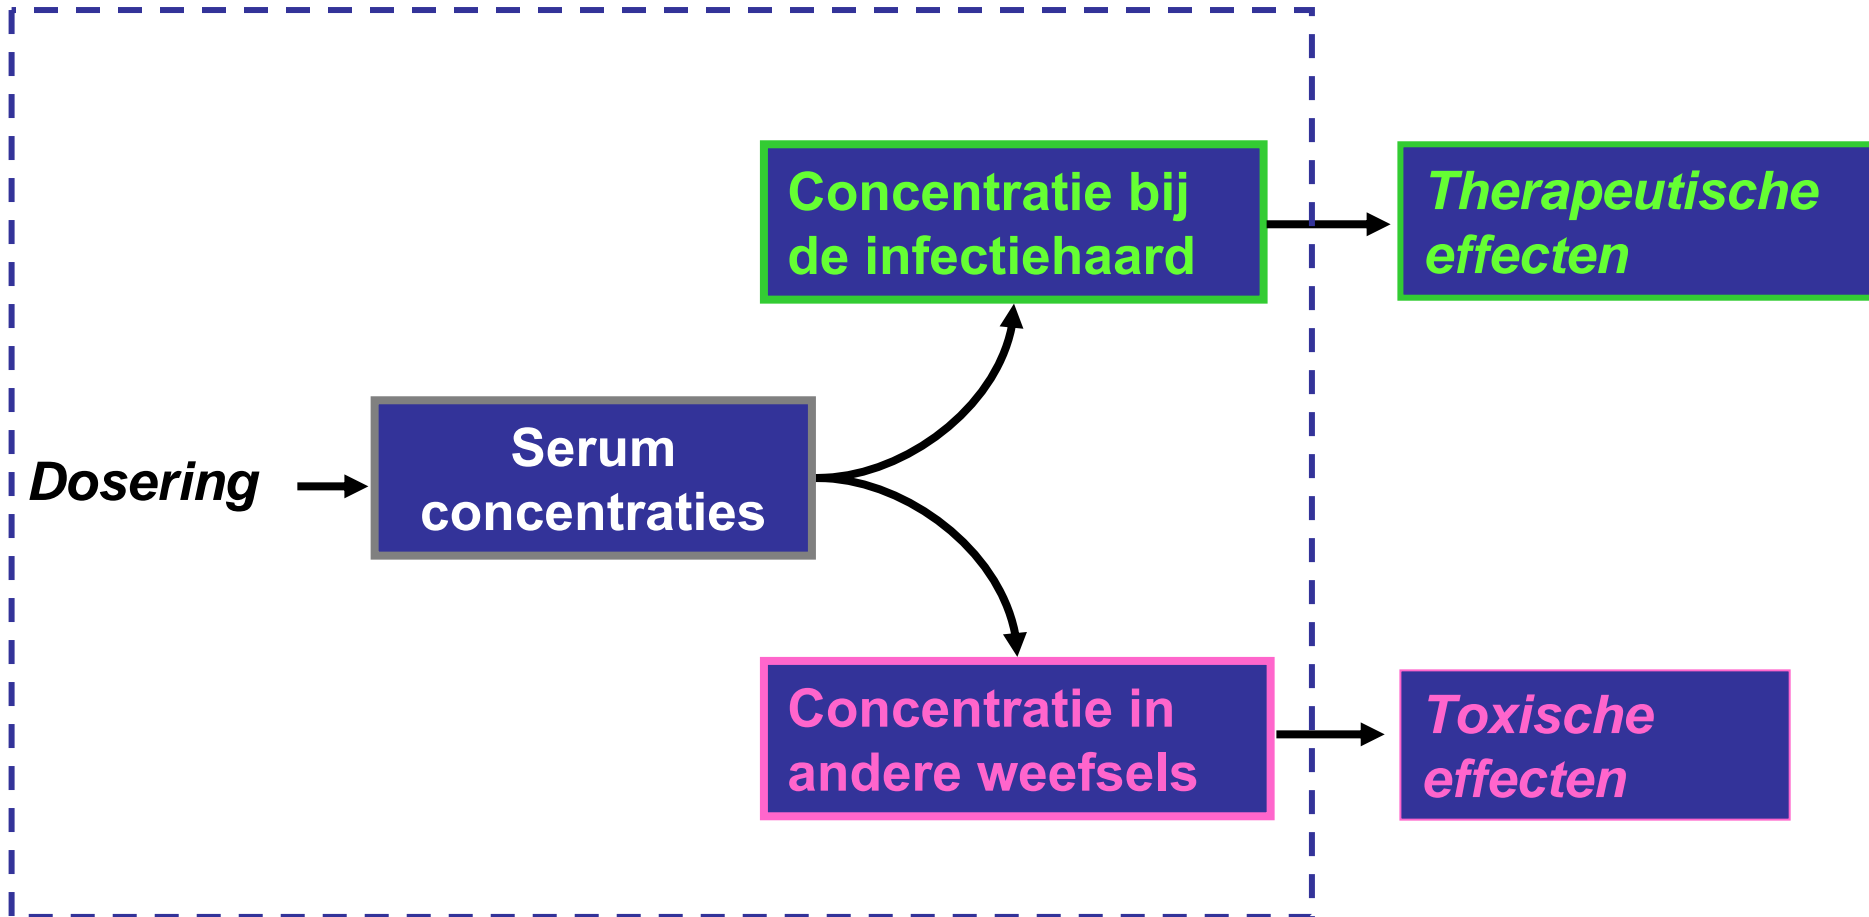 Concentratie bij
de infectiehaard
Therapeutische
effecten
Dosering
Serum
concentraties
Concentratie in
andere weefsels
Toxische
effecten